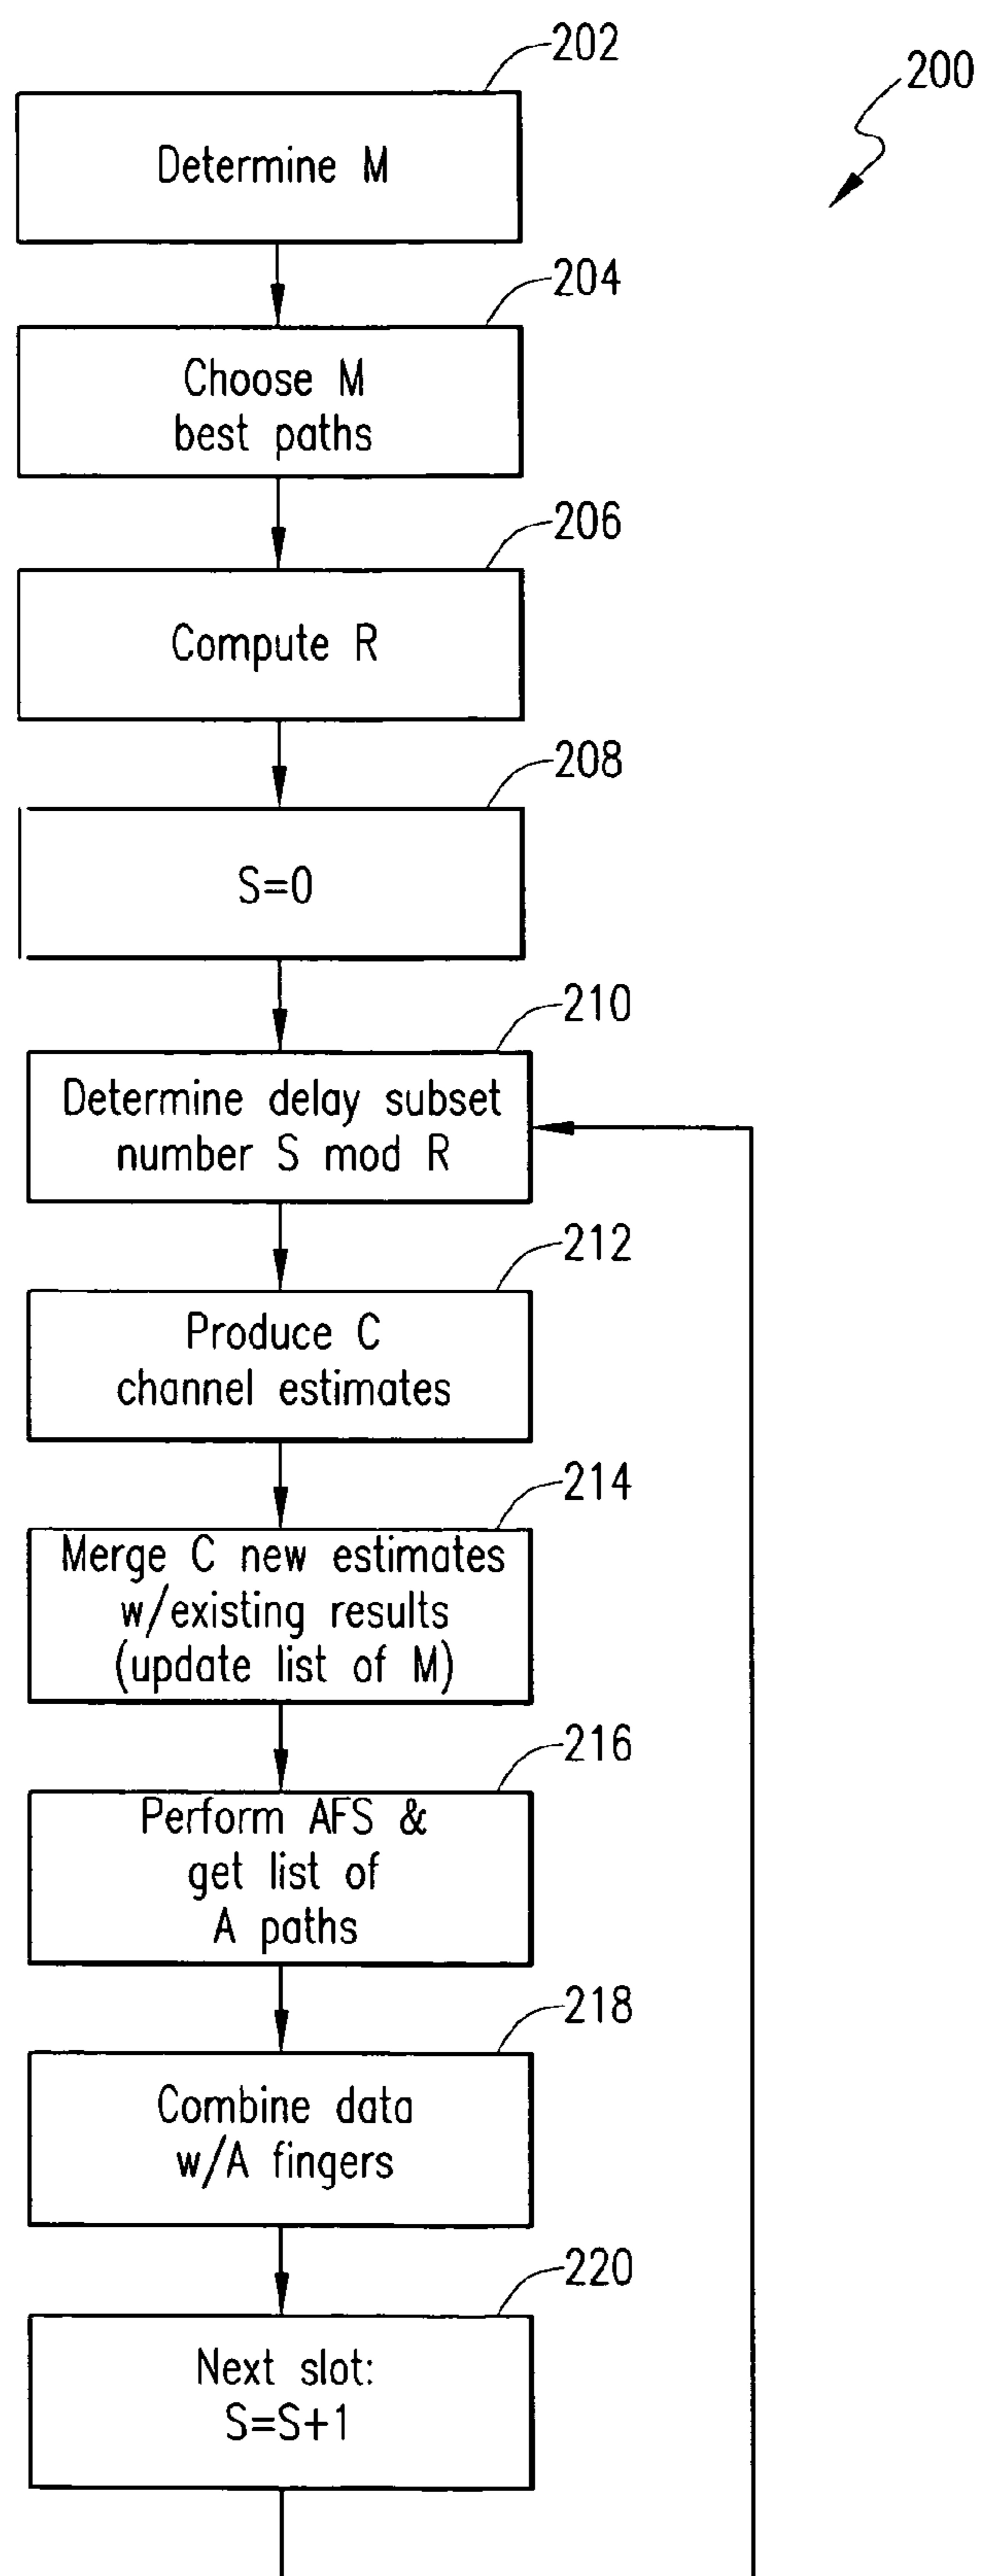 202
200
Determine M
204
Choose M
best paths
206
Compute R
208
S=0
210
Determine delay subset
number S mod R
212
Produce C
channel estimates
214
Merge C new estimates
w/existing results
(update list of M)
216
Perform AFS &
get list of
A paths
218
Combine data
w/A fingers
220
Next slot:
S=S+1